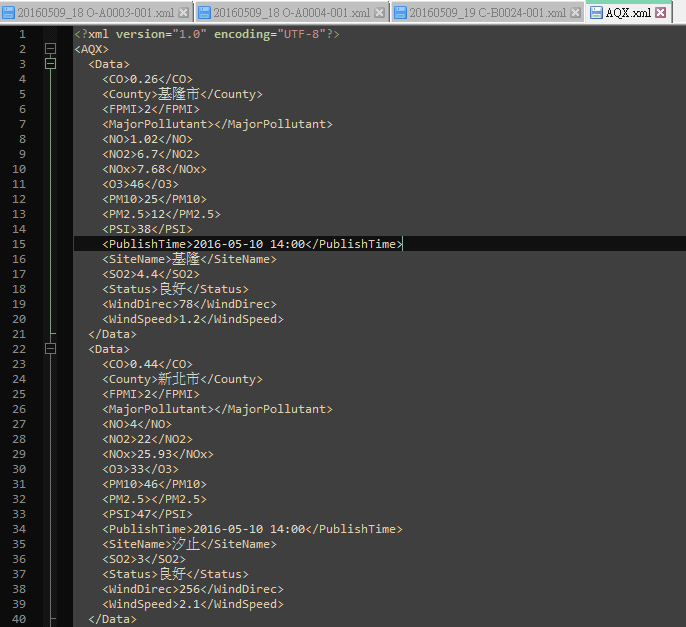 20160509_18 O-A0003-001.xml 20160509_18 O-A0004-001.xml 20160509_19 C-B0024-001.xml AQX.xml
1 <?xml version="1.0" encoding="UTF-8"?>
2 <AQX>
3 <Data>
4 <CO>0.26</CO>
5 <County>基隆市</County>
6 <FPMI>2</FPMI>
7 <MajorPollutant></MajorPollutant>
8 <NO>1.02</NO>
9 <NO2>6.7</NO2>
10 <NOx>7.68</NOx>
11 <O3>46</O3>
12 <PM10>25</PM10>
13 <PM2.5>12</PM2.5>
14 <PSI>38</PSI>
15 <PublishTime>2016-05-10 14:00</PublishTime>
16 <SiteName>基隆</SiteName>
17 <SO2>4.4</SO2>
18 <Status>良好</Status>
19 <WindDirec>78</WindDirec>
20 <WindSpeed>1.2</WindSpeed>
21 </Data>
22 <Data>
23 <CO>0.44</CO>
24 <County>新北市</County>
25 <FPMI>2</FPMI>
26 <MajorPollutant></MajorPollutant>
27 <NO>4</NO>
28 <NO2>22</NO2>
29 <NOx>25.93</NOx>
30 <O3>33</O3>
31 <PM10>46</PM10>
32 <PM2.5></PM2.5>
33 <PSI>47</PSI>
34 <PublishTime>2016-05-10 14:00</PublishTime>
35 <SiteName>汐止</SiteName>
36 <SO2>3</SO2>
37 <Status>良好</Status>
38 <WindDirec>256</WindDirec>
39 <WindSpeed>2.1</WindSpeed>
40 </Data>